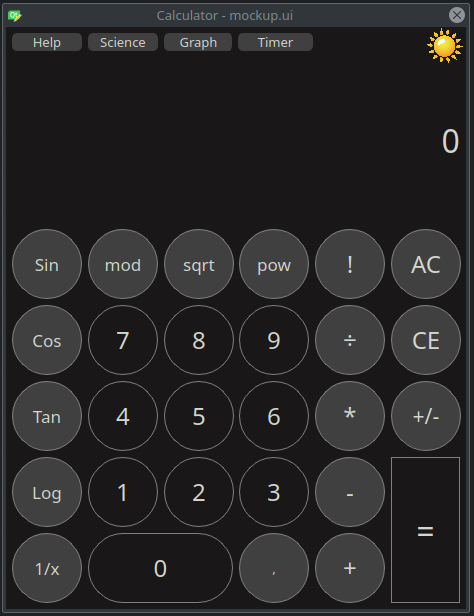 Calculator - mockup.ui
Help Science Graph Timer
0
Sin mod sqrt pow ! AC
Cos 7 8 9 ÷ CE
Tan 4 5 6 * +/-
Log 1 2 3 - =
1/x 0 , +